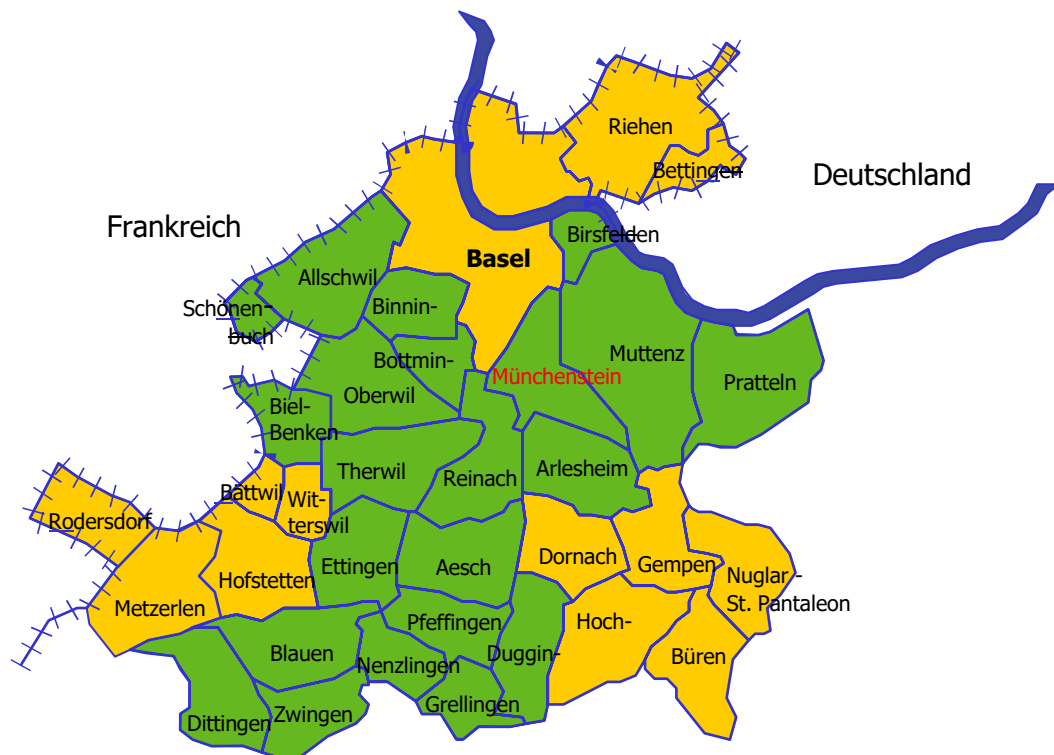 Riehen
Bettingen
Deutschland
Frankreich
Birsfelden
Basel
Allschwil
Schönen-
buch
Binnin-
Bottmin-
Muttenz
Münchenstein
Pratteln
Oberwil
Biel-
Benken
Therwil
Reinach
Arlesheim
Bättwil
Wit-
terswil
Rodersdorf
Hofstetten
Ettingen
Aesch
Dornach
Gempen
Nuglar -
St. Pantaleon
Metzerlen
Pfeffingen
Hoch-
Blauen
Nenzlingen
Duggin-
Büren
Dittingen
Zwingen
Grellingen